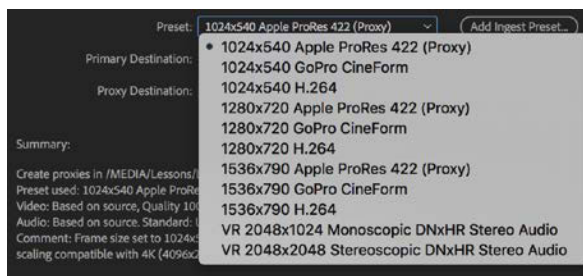 Preset: 1024x540 Apple ProRes 422 (Proxy) Add Ingest Preset...
• 1024x540 Apple ProRes 422 (Proxy)
1024x540 GoPro CineForm
Primary Destination:
1024x540 H.264
1280x720 Apple ProRes 422 (Proxy)
Proxy Destination:
1280x720 GoPro CineForm
1280x720 H.264
Summary:
1536x790 Apple ProRes 422 (Proxy)
Create proxies in /MEDIA/Lessons/
1536x790 GoPro CineForm
Preset used: 1024x540 Apple ProRe
1536x790 H.264
Video: Based on source, Quality 100
Audio: Based on source. Standard:
VR 2048x1024 Monoscopic DNxHR Stereo Audio
Comment: Frame size set to 1024x5
VR 2048x2048 Stereoscopic DNxHR Stereo Audio
scaling compatible with 4K (4096x2